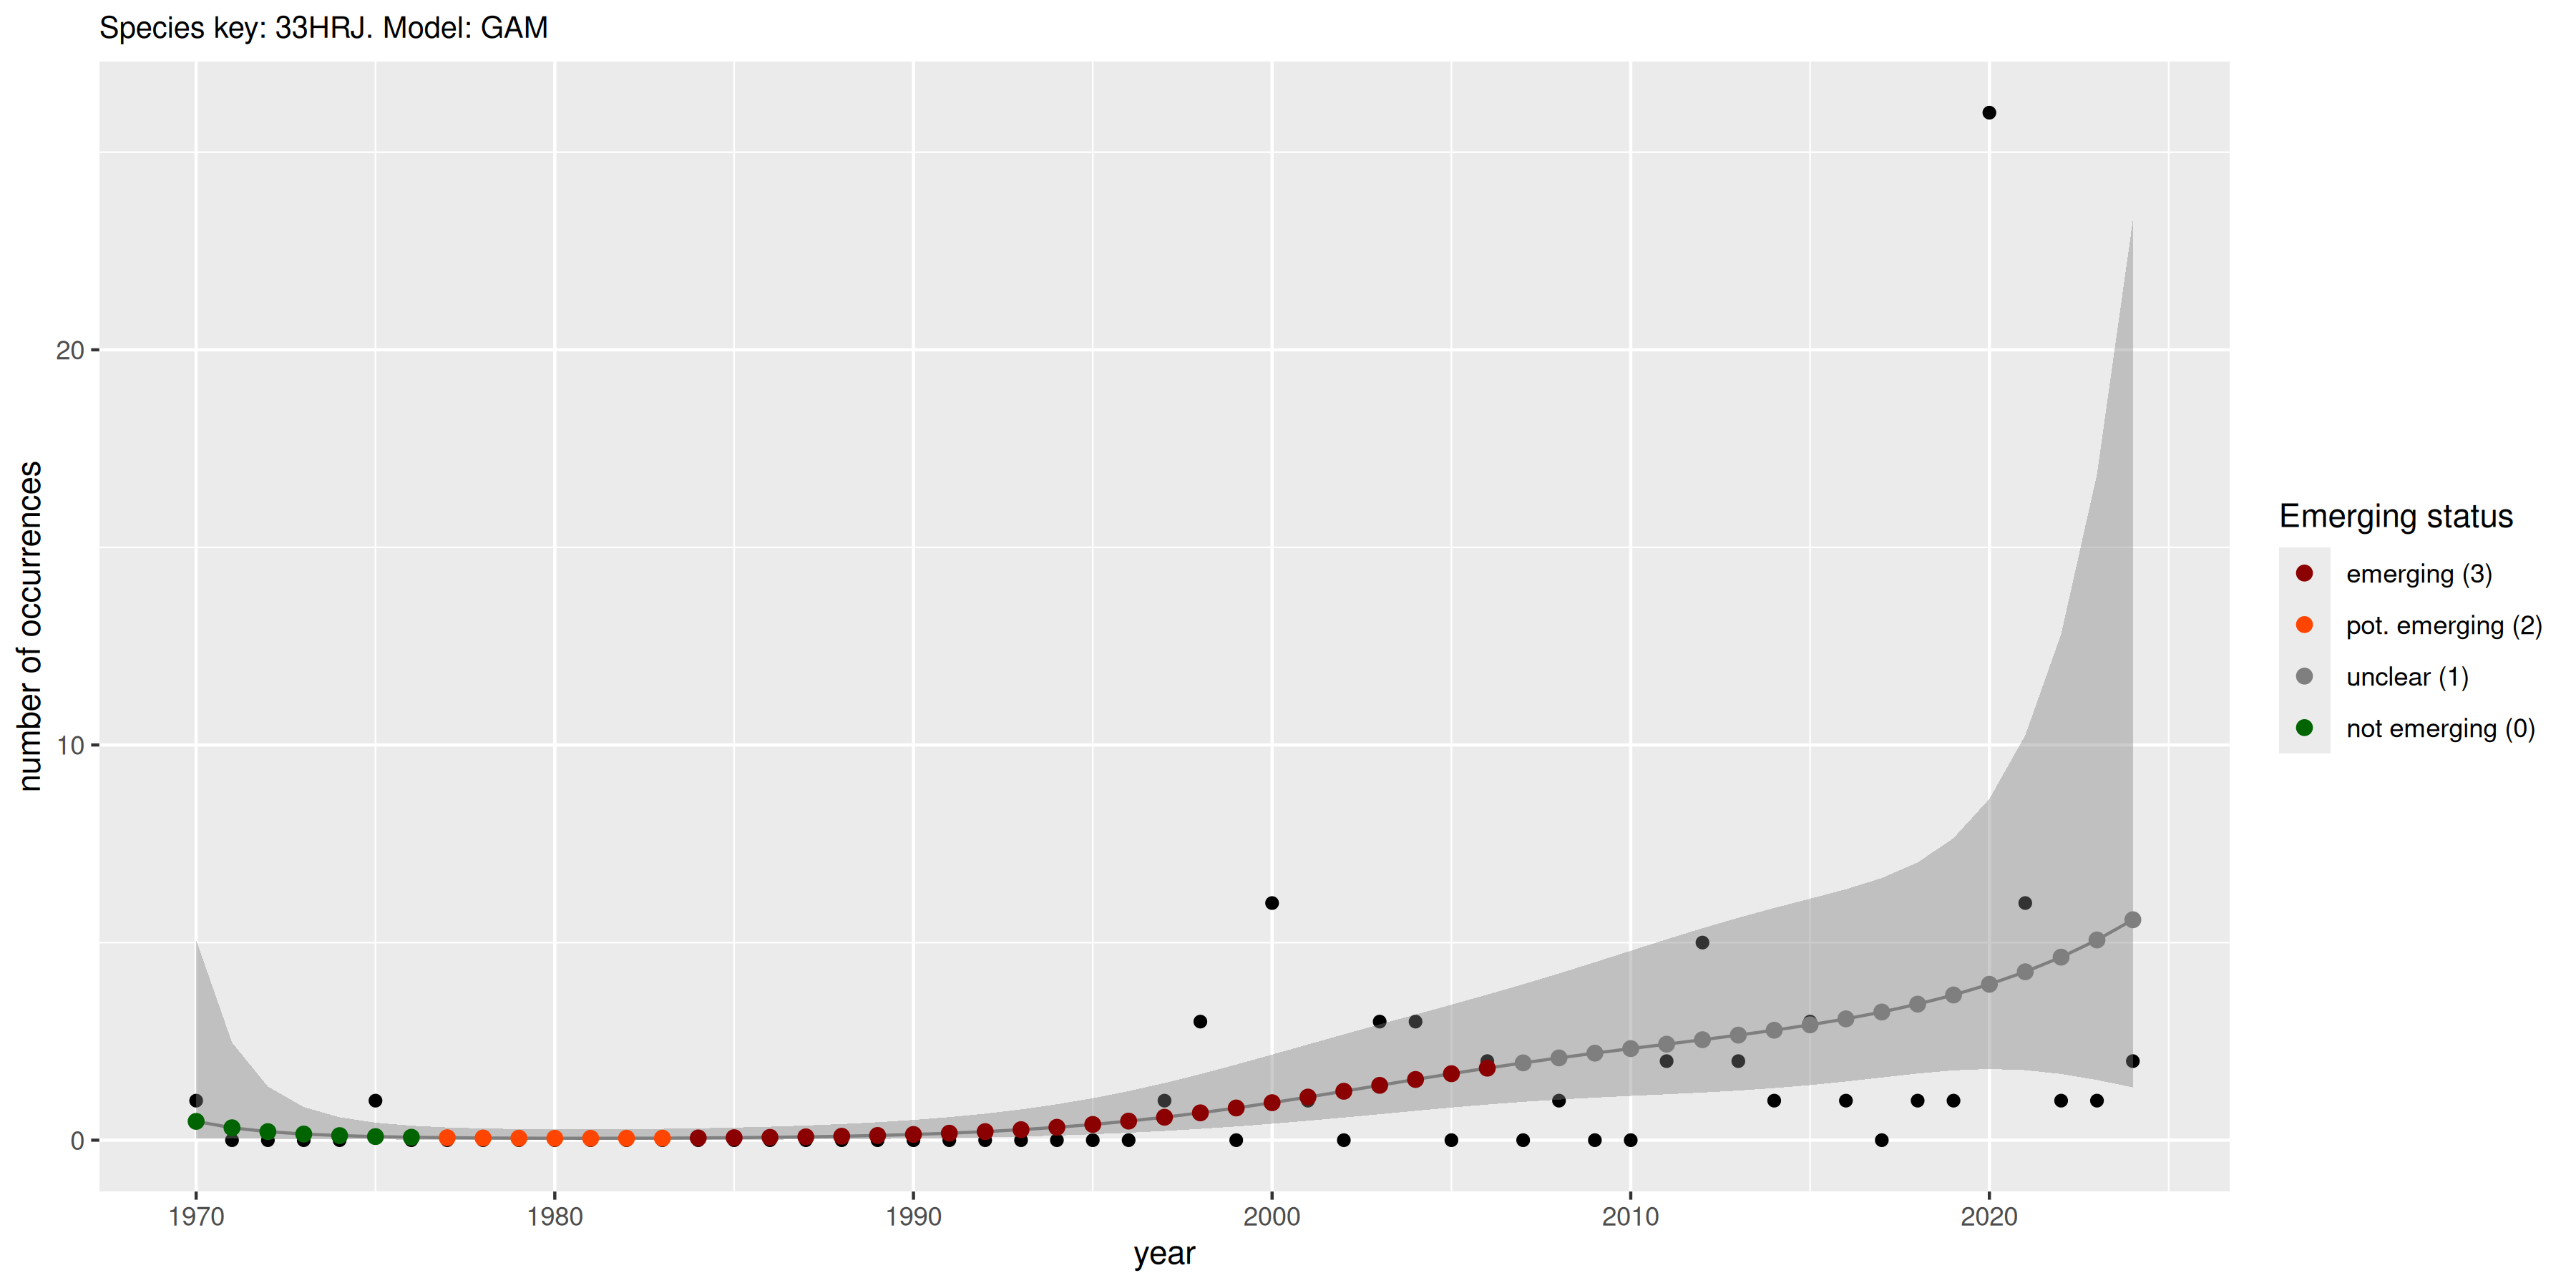 Species key: 33HRJ. Model: GAM
number of occurrences
20
10
0
1970
1980
1990
2000
2010
2020
year
Emerging status
emerging (3)
pot. emerging (2)
unclear (1)
not emerging (0)